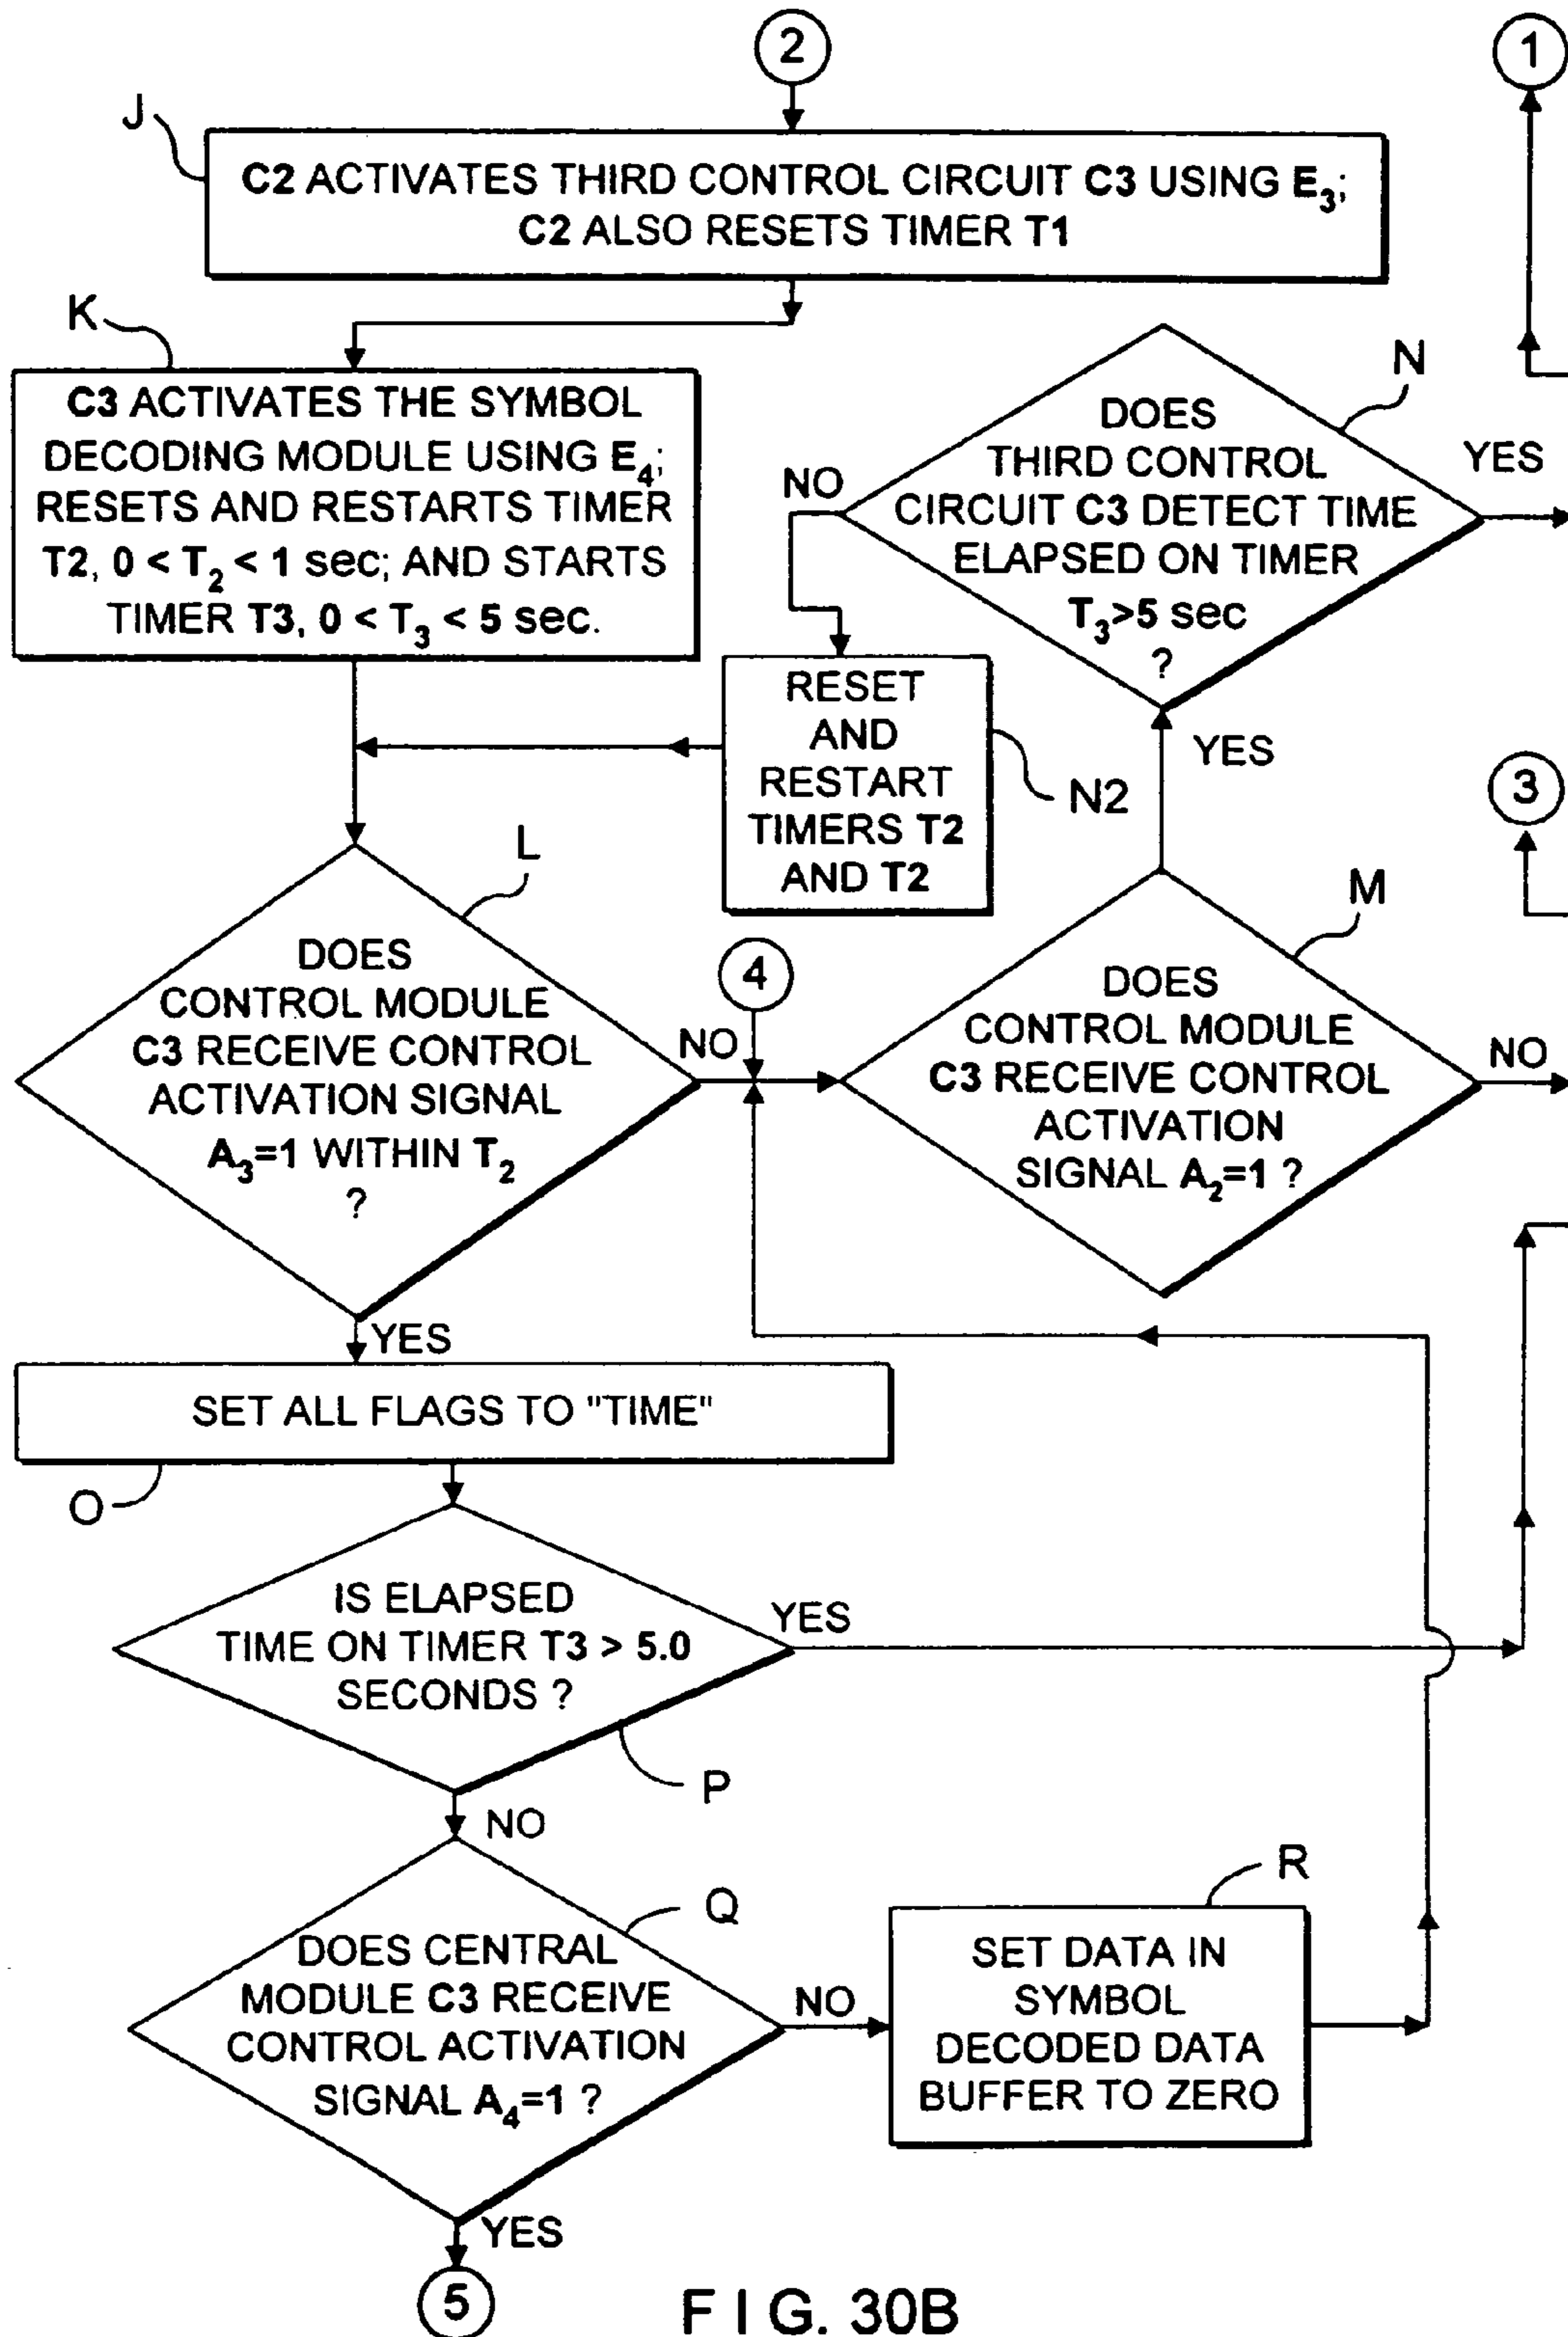 2
1
J
C2 ACTIVATES THIRD CONTROL CIRCUIT C3 USING E3;
C2 ALSO RESETS TIMER T1
K
C3 ACTIVATES THE SYMBOL
DECODING MODULE USING E4;
RESETS AND RESTARTS TIMER
T2, 0 < T2 < 1 sec; AND STARTS
TIMER T3, 0 < T3 < 5 sec.
N
DOES
THIRD CONTROL
CIRCUIT C3 DETECT TIME
ELAPSED ON TIMER
T3>5 sec
?
YES
NO
RESET
AND
RESTART
TIMERS T2
AND T2
N2
YES
3
L
DOES
CONTROL MODULE
C3 RECEIVE CONTROL
ACTIVATION SIGNAL
A3=1 WITHIN T2
?
NO
4
M
DOES
CONTROL MODULE
C3 RECEIVE CONTROL
ACTIVATION
SIGNAL A2=1 ?
NO
YES
SET ALL FLAGS TO "TIME"
O
IS ELAPSED
TIME ON TIMER T3 > 5.0
SECONDS ?
YES
P
NO
Q
DOES CENTRAL
MODULE C3 RECEIVE
CONTROL ACTIVATION
SIGNAL A4=1 ?
NO
R
SET DATA IN
SYMBOL
DECODED DATA
BUFFER TO ZERO
YES
5
F I G. 30B